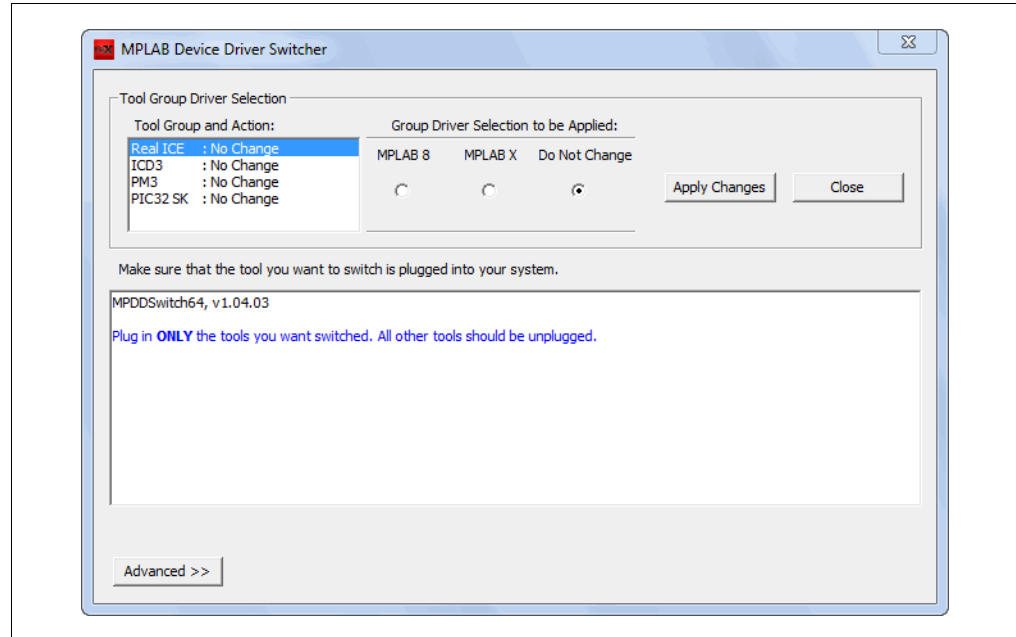 MPLAB Device Driver Switcher
Tool Group Driver Selection
Tool Group and Action:
Real ICE : No Change
ICD3 : No Change
PM3 : No Change
PIC32 SK : No Change
Group Driver Selection to be Applied:
MPLAB 8 MPLAB X Do Not Change
Apply Changes Close
Make sure that the tool you want to switch is plugged into your system.
MPDDSwitch64, v1.04.03
Plug in ONLY the tools you want switched. All other tools should be unplugged.
Advanced >>